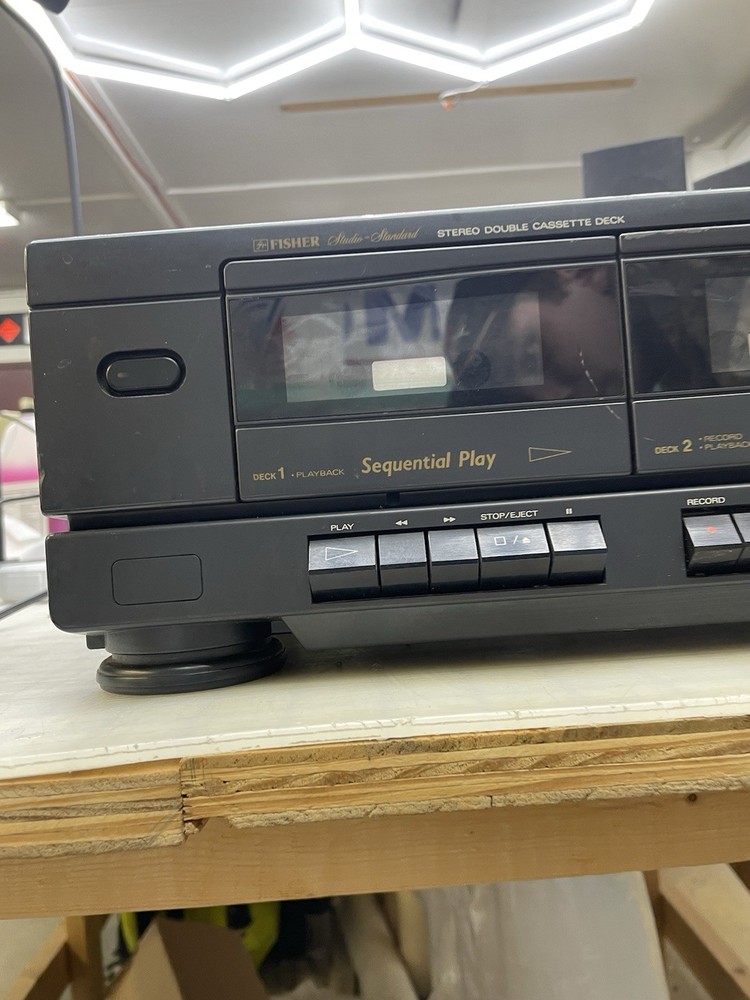 FISHER Studio-Standard STEREO DOUBLE CASSETTE DECK
DECK 1 • PLAYBACK Sequential Play
DECK 2 • RECORD
• PLAYBACK
PLAY ◀◀ ▶▶ STOP/EJECT II
RECORD